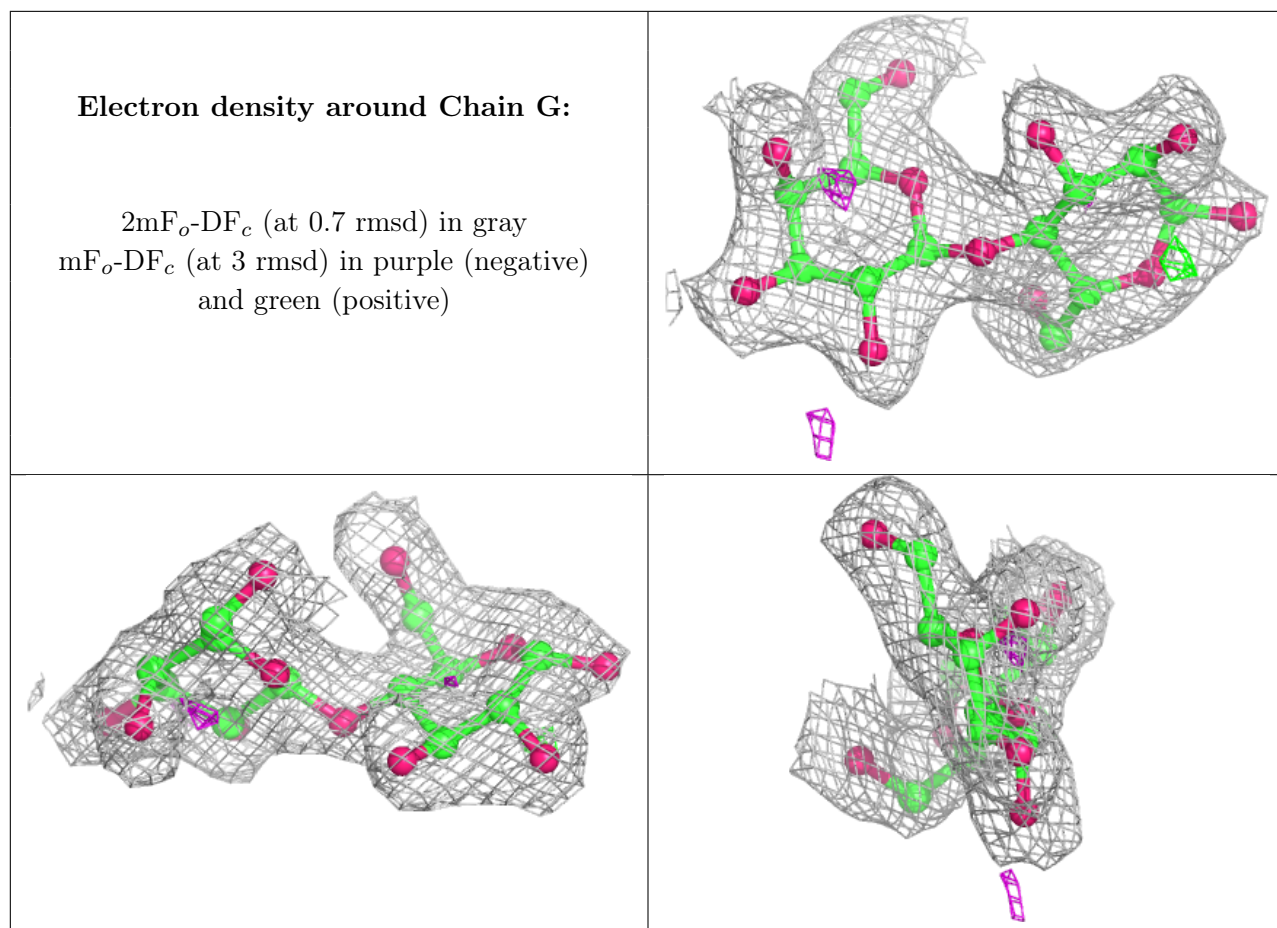 Electron density around Chain G:
2mFo-DFc (at 0.7 rmsd) in gray
mFo-DFc (at 3 rmsd) in purple (negative)
and green (positive)